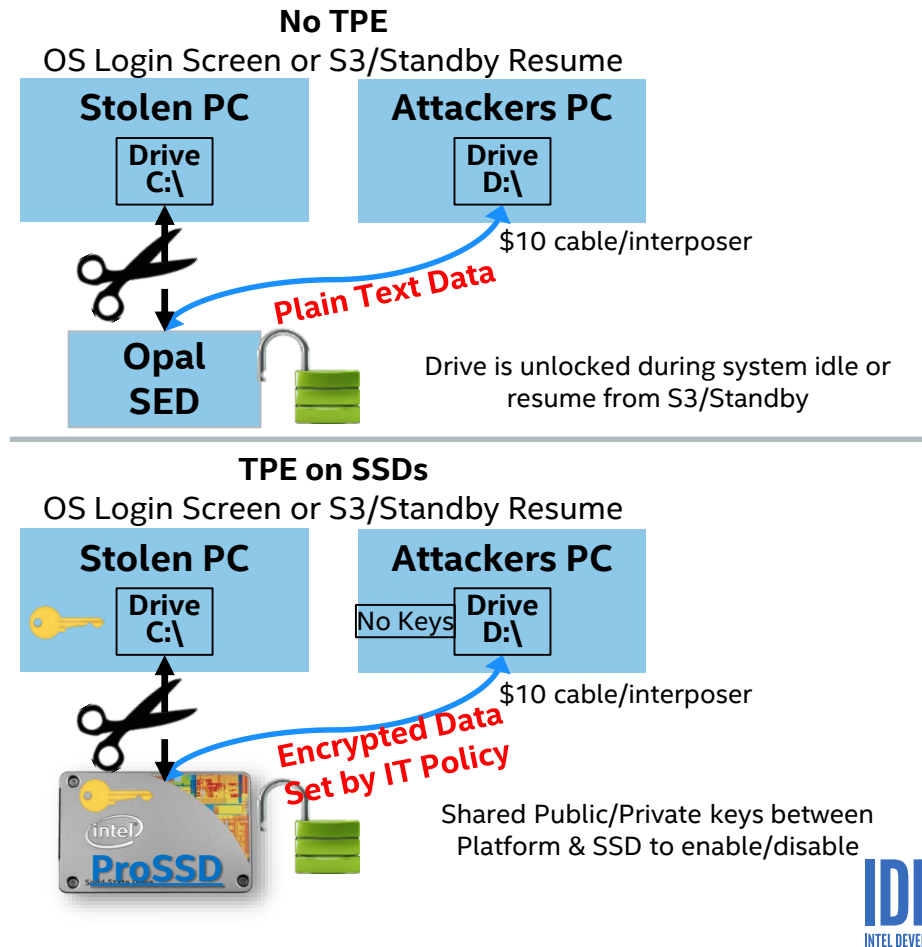 No TPE
OS Login Screen or S3/Standby Resume
Stolen PC
Attackers PC
Drive
C:\
Drive
D:\
$10 cable/interposer
Plain Text Data
Opal
SED
Drive is unlocked during system idle or
resume from S3/Standby
TPE on SSDs
OS Login Screen or S3/Standby Resume
Stolen PC
Attackers PC
Drive
C:\
No Keys
Drive
D:\
$10 cable/interposer
Encrypted Data
Set by IT Policy
intel
ProSSD
Shared Public/Private keys between
Platform & SSD to enable/disable
ID
INTEL DEVE